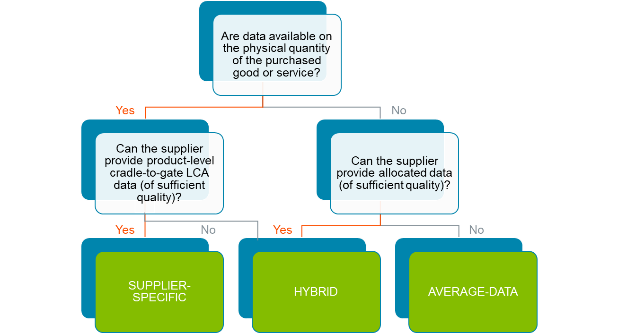 Are data available on
the physical quantity
of the purchased
good or service?
Yes
No
Can the supplier
provide product-level
cradle-to-gate LCA
data (of sufficient
quality)?
Can the supplier
provide allocated data
(of sufficient quality)?
Yes
No
Yes
No
SUPPLIER-
SPECIFIC
HYBRID
AVERAGE-DATA